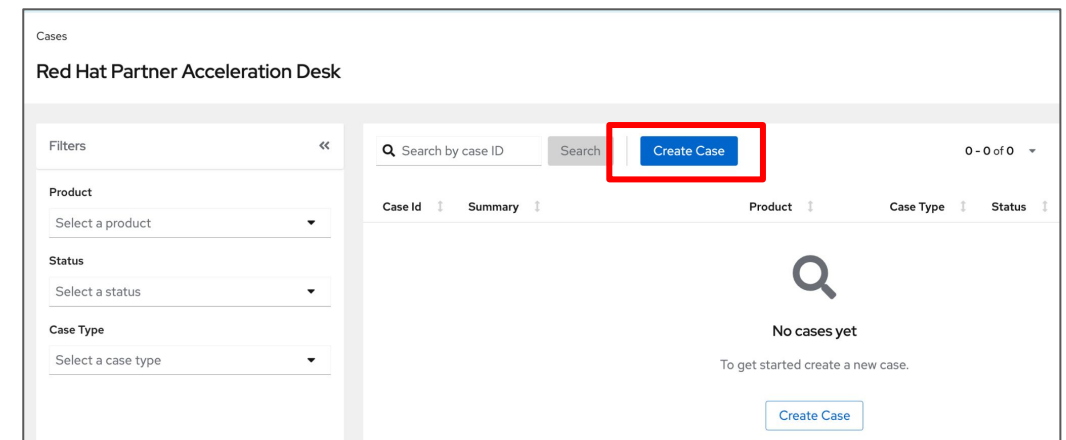 Cases
Red Hat Partner Acceleration Desk
Filters
Product
Select a product
Status
Select a status
Case Type
Select a case type
Search by case ID Search Create Case 0 - 0 of 0
Case Id Summary Product Case Type Status
No cases yet
To get started create a new case.
Create Case